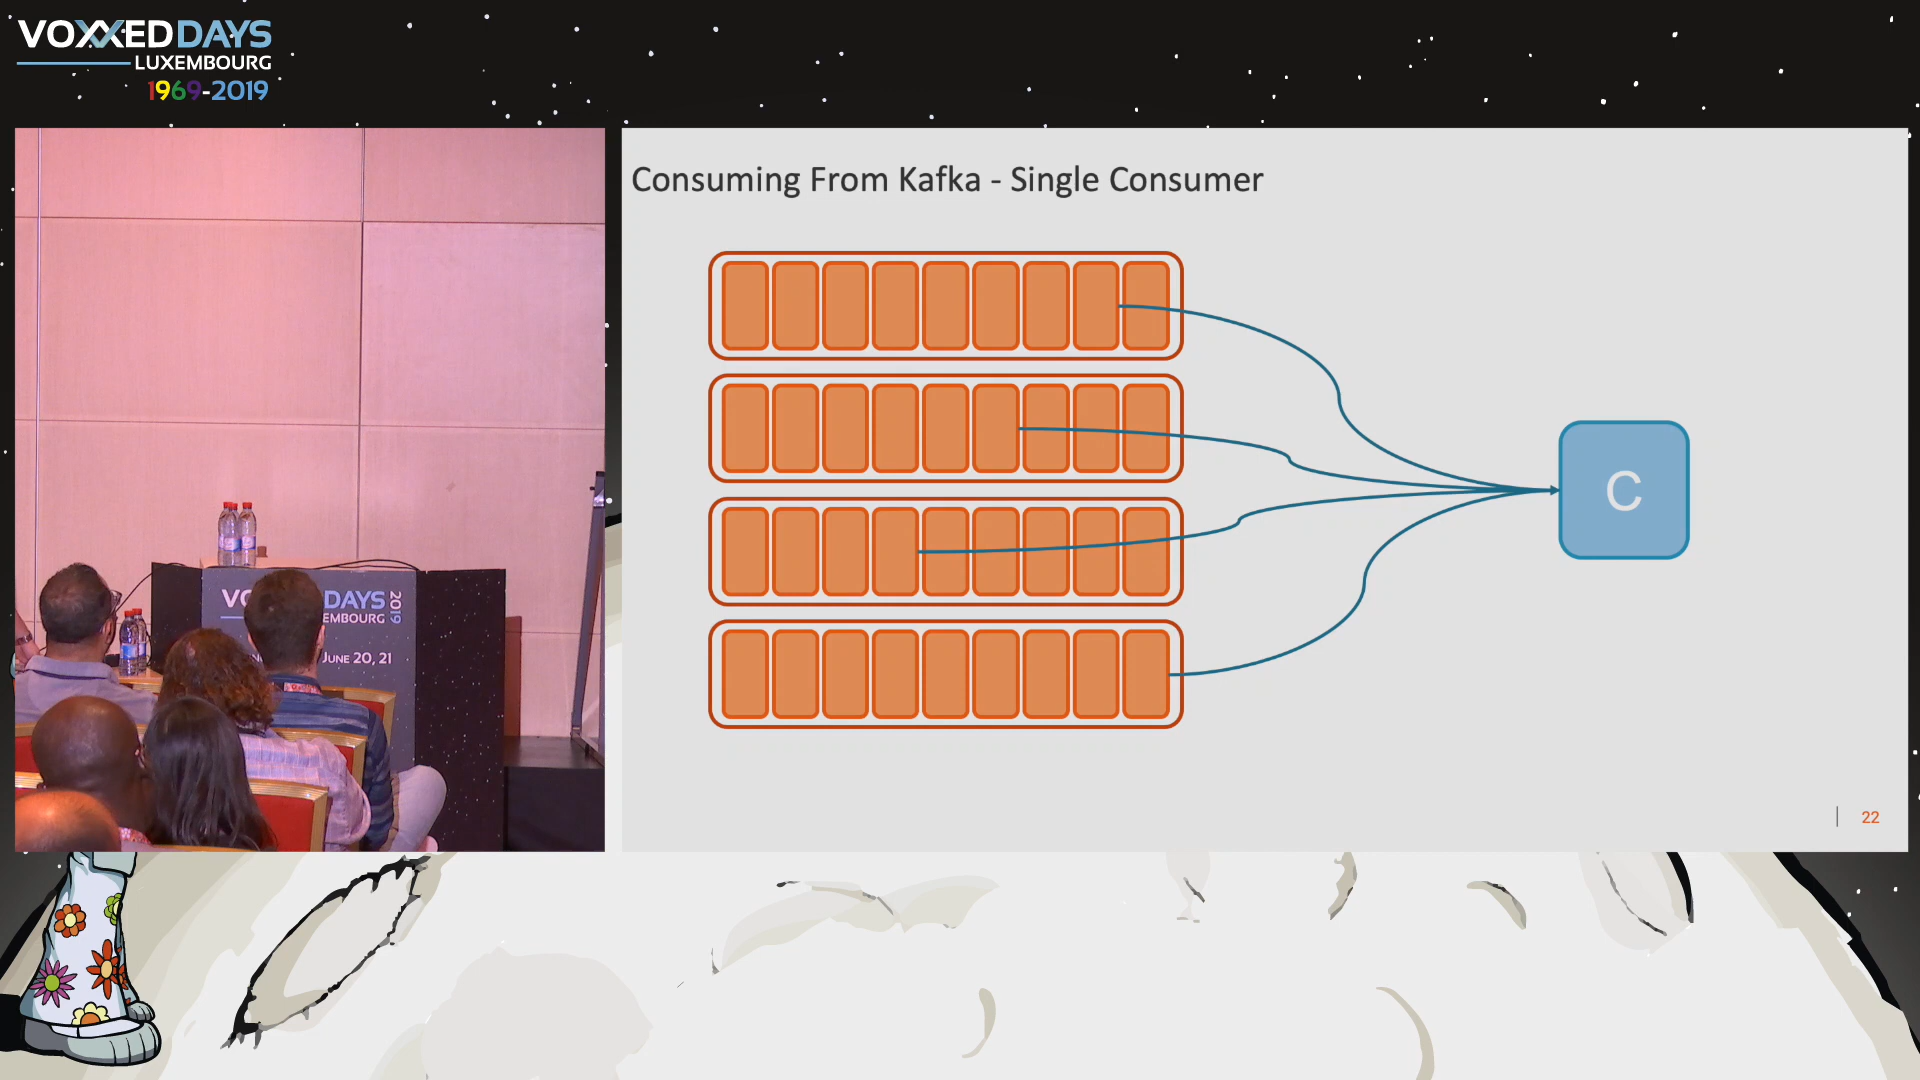 VOXXEDDAYS
LUXEMBOURG
1969-2019
Consuming From Kafka - Single Consumer
C
22
DAYS
2019
EMBOURG
JUNE 20, 21